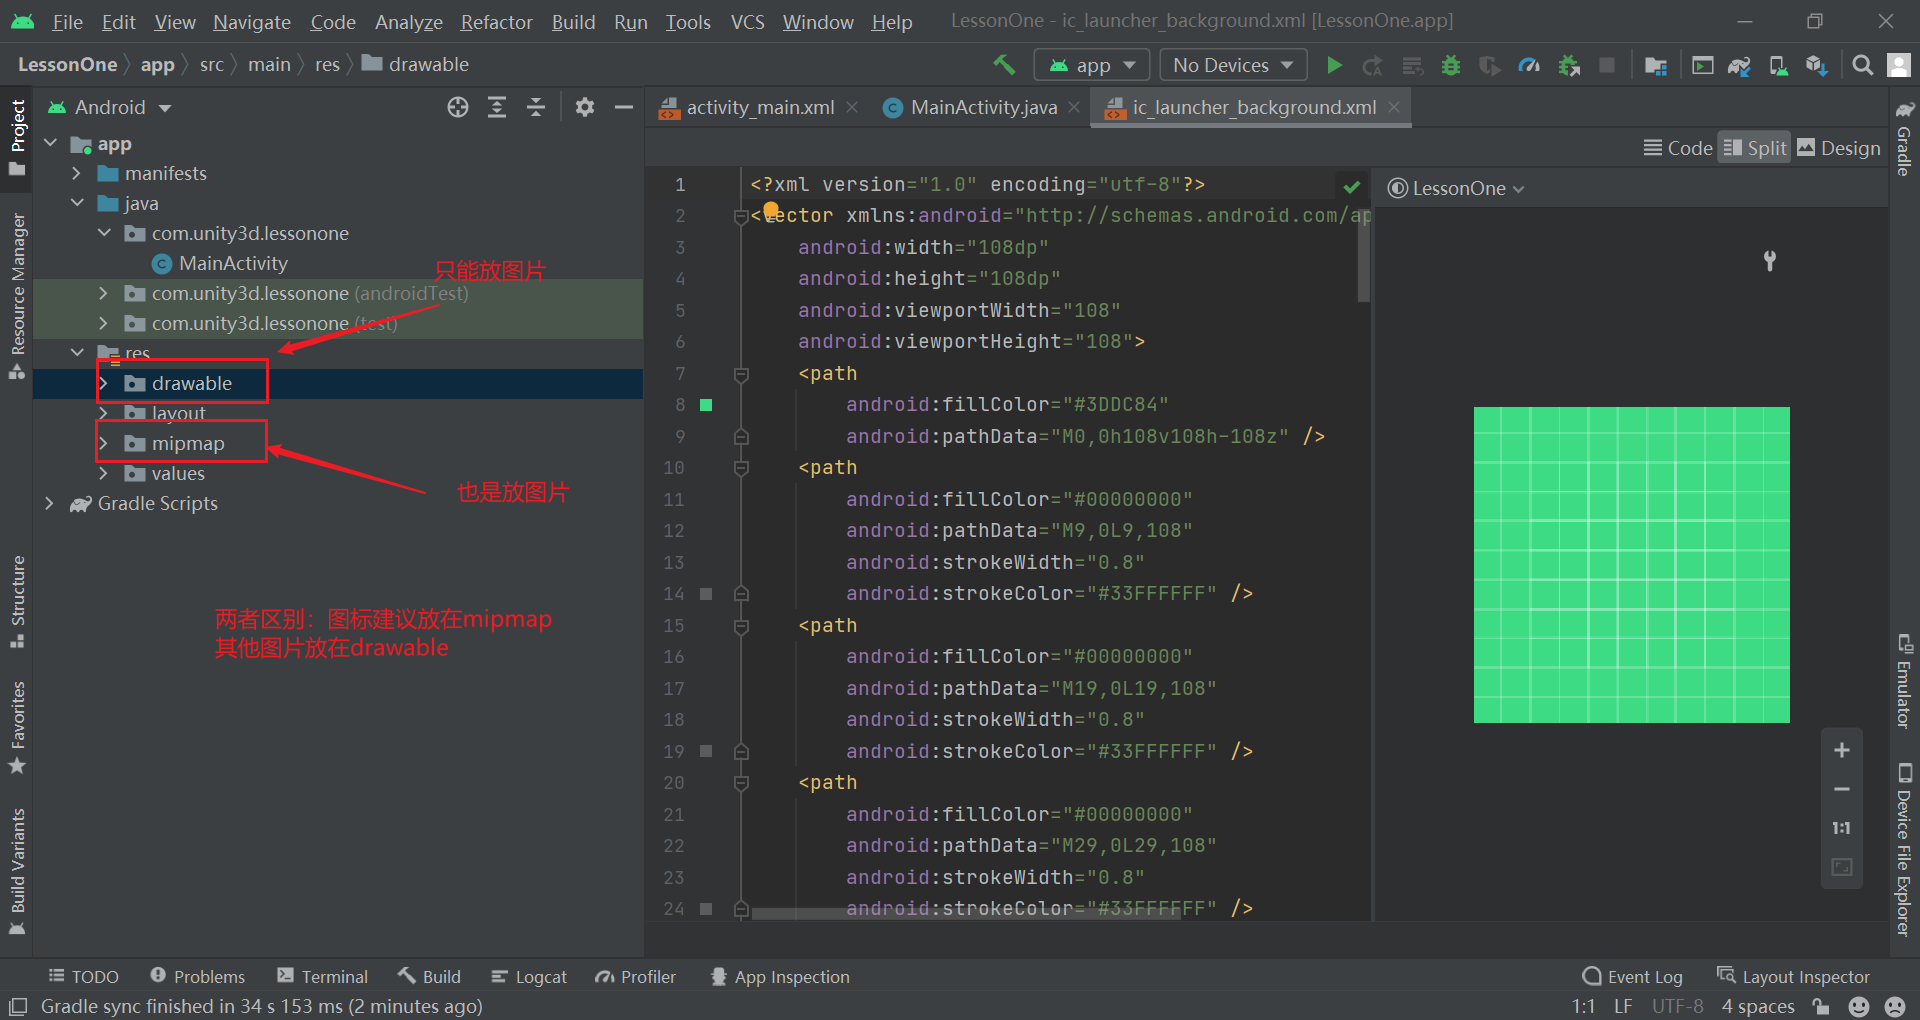 File Edit View Navigate Code Analyze Refactor Build Run Tools VCS Window Help LessonOne - ic_launcher_background.xml [LessonOne.app]
LessonOne app src main res drawable app No Devices
Project
Resource Manager
Structure
Favorites
Build Variants
Android
app
manifests
java
com.unity3d.lessonone
MainActivity
com.unity3d.lessonone (androidTest)
com.unity3d.lessonone (test)
res
drawable
layout
mipmap
values
Gradle Scripts
只能放图片
也是放图片
两者区别：图标建议放在mipmap
其他图片放在drawable
activity_main.xml MainActivity.java ic_launcher_background.xml
Code Split Design
1 <?xml version="1.0" encoding="utf-8"?>
2 <vector xmlns:android="http://schemas.android.com/ap
3 android:width="108dp"
4 android:height="108dp"
5 android:viewportWidth="108"
6 android:viewportHeight="108">
7 <path
8 android:fillColor="#3DDC84"
9 android:pathData="M0,0h108v108h-108z" />
10 <path
11 android:fillColor="#00000000"
12 android:pathData="M9,0L9,108"
13 android:strokeWidth="0.8"
14 android:strokeColor="#33FFFFFF" />
15 <path
16 android:fillColor="#00000000"
17 android:pathData="M19,0L19,108"
18 android:strokeWidth="0.8"
19 android:strokeColor="#33FFFFFF" />
20 <path
21 android:fillColor="#00000000"
22 android:pathData="M29,0L29,108"
23 android:strokeWidth="0.8"
24 android:strokeColor="#33FFFFFF" />
LessonOne
1:1
Gradle
Emulator
Device File Explorer
TODO Problems Terminal Build Logcat Profiler App Inspection Event Log Layout Inspector
Gradle sync finished in 34 s 153 ms (2 minutes ago) 1:1 LF UTF-8 4 spaces